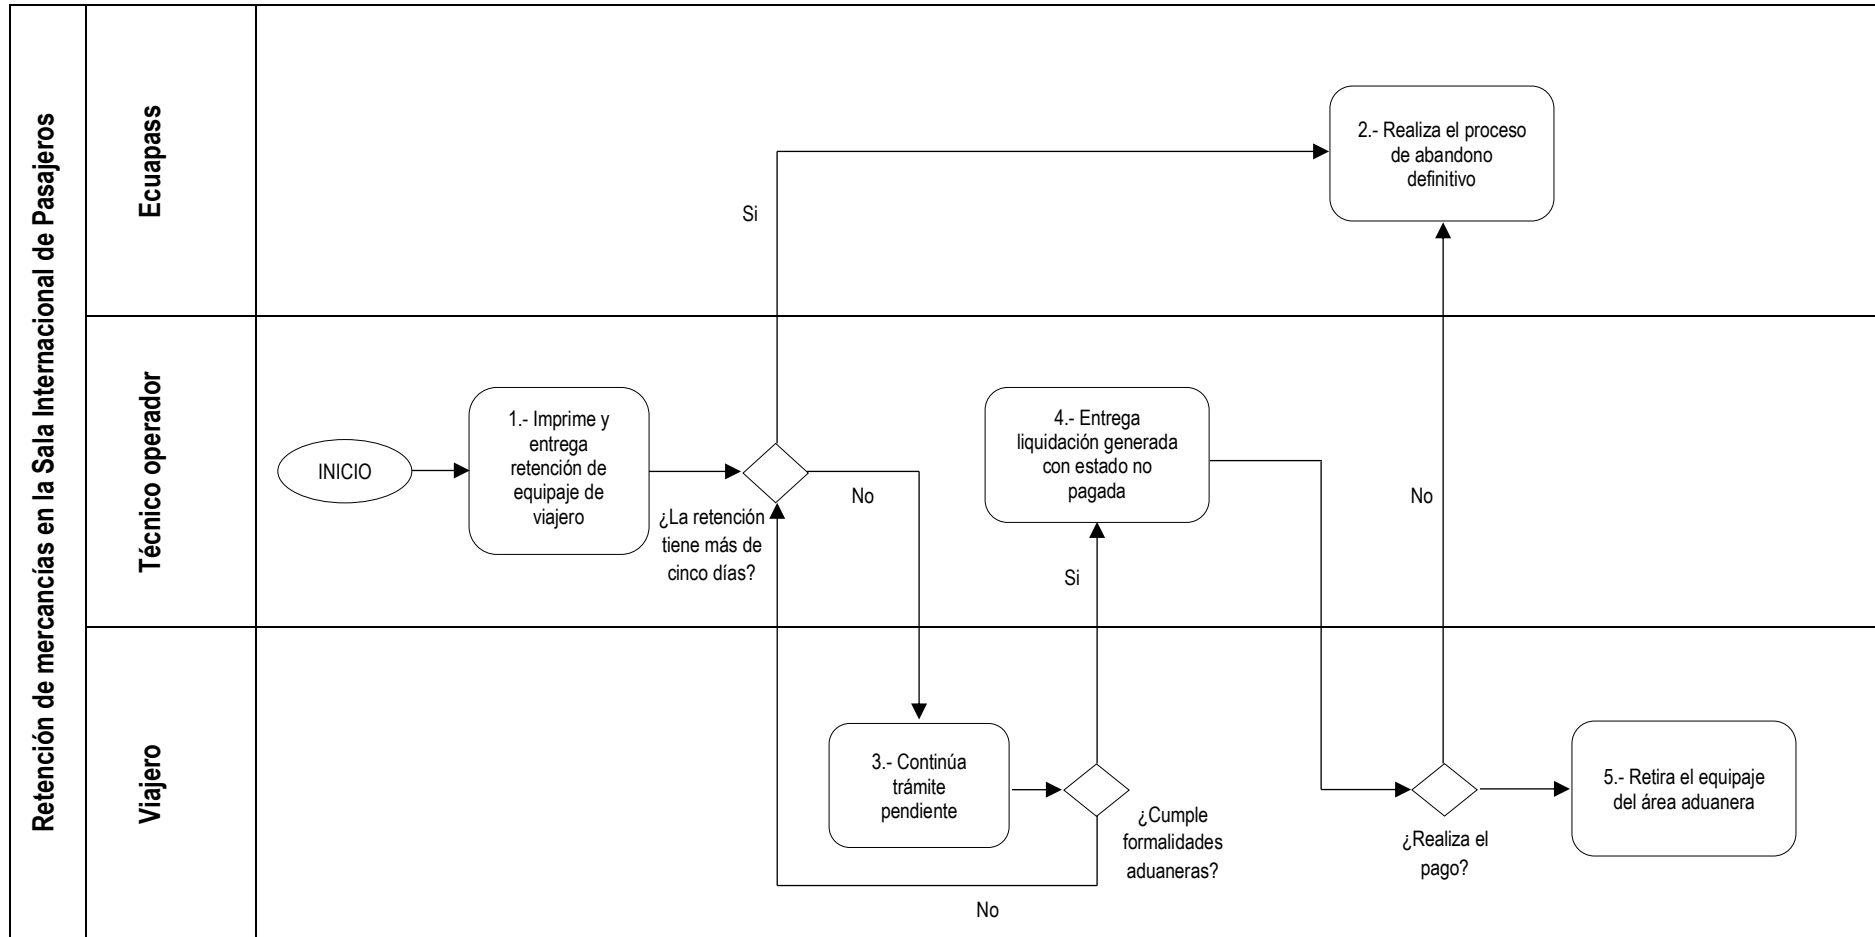 Retención de mercancías en la Sala Internacional de Pasajeros
Ecuapass
2.- Realiza el proceso
de abandono
definitivo
Si
Técnico operador
INICIO
1.- Imprime y
entrega
retención de
equipaje de
viajero
¿La retención
tiene más de
cinco días?
No
4.- Entrega
liquidación generada
con estado no
pagada
Si
No
Viajero
3.- Continúa
trámite
pendiente
¿Cumple
formalidades
aduaneras?
No
¿Realiza el
pago?
5.- Retira el equipaje
del área aduanera